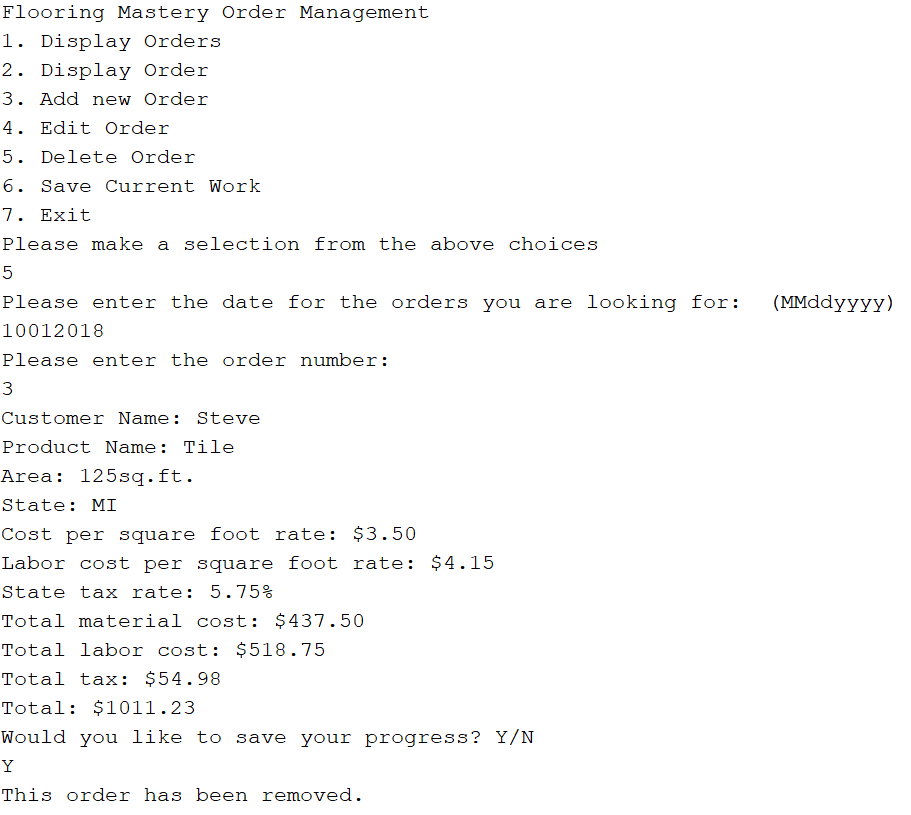 Flooring Mastery Order Management
1. Display Orders
2. Display Order
3. Add new Order
4. Edit Order
5. Delete Order
6. Save Current Work
7. Exit
Please make a selection from the above choices
5
Please enter the date for the orders you are looking for:  (MMddyyyy)
10012018
Please enter the order number:
3
Customer Name: Steve
Product Name: Tile
Area: 125sq.ft.
State: MI
Cost per square foot rate: $3.50
Labor cost per square foot rate: $4.15
State tax rate: 5.75%
Total material cost: $437.50
Total labor cost: $518.75
Total tax: $54.98
Total: $1011.23
Would you like to save your progress? Y/N
Y
This order has been removed.